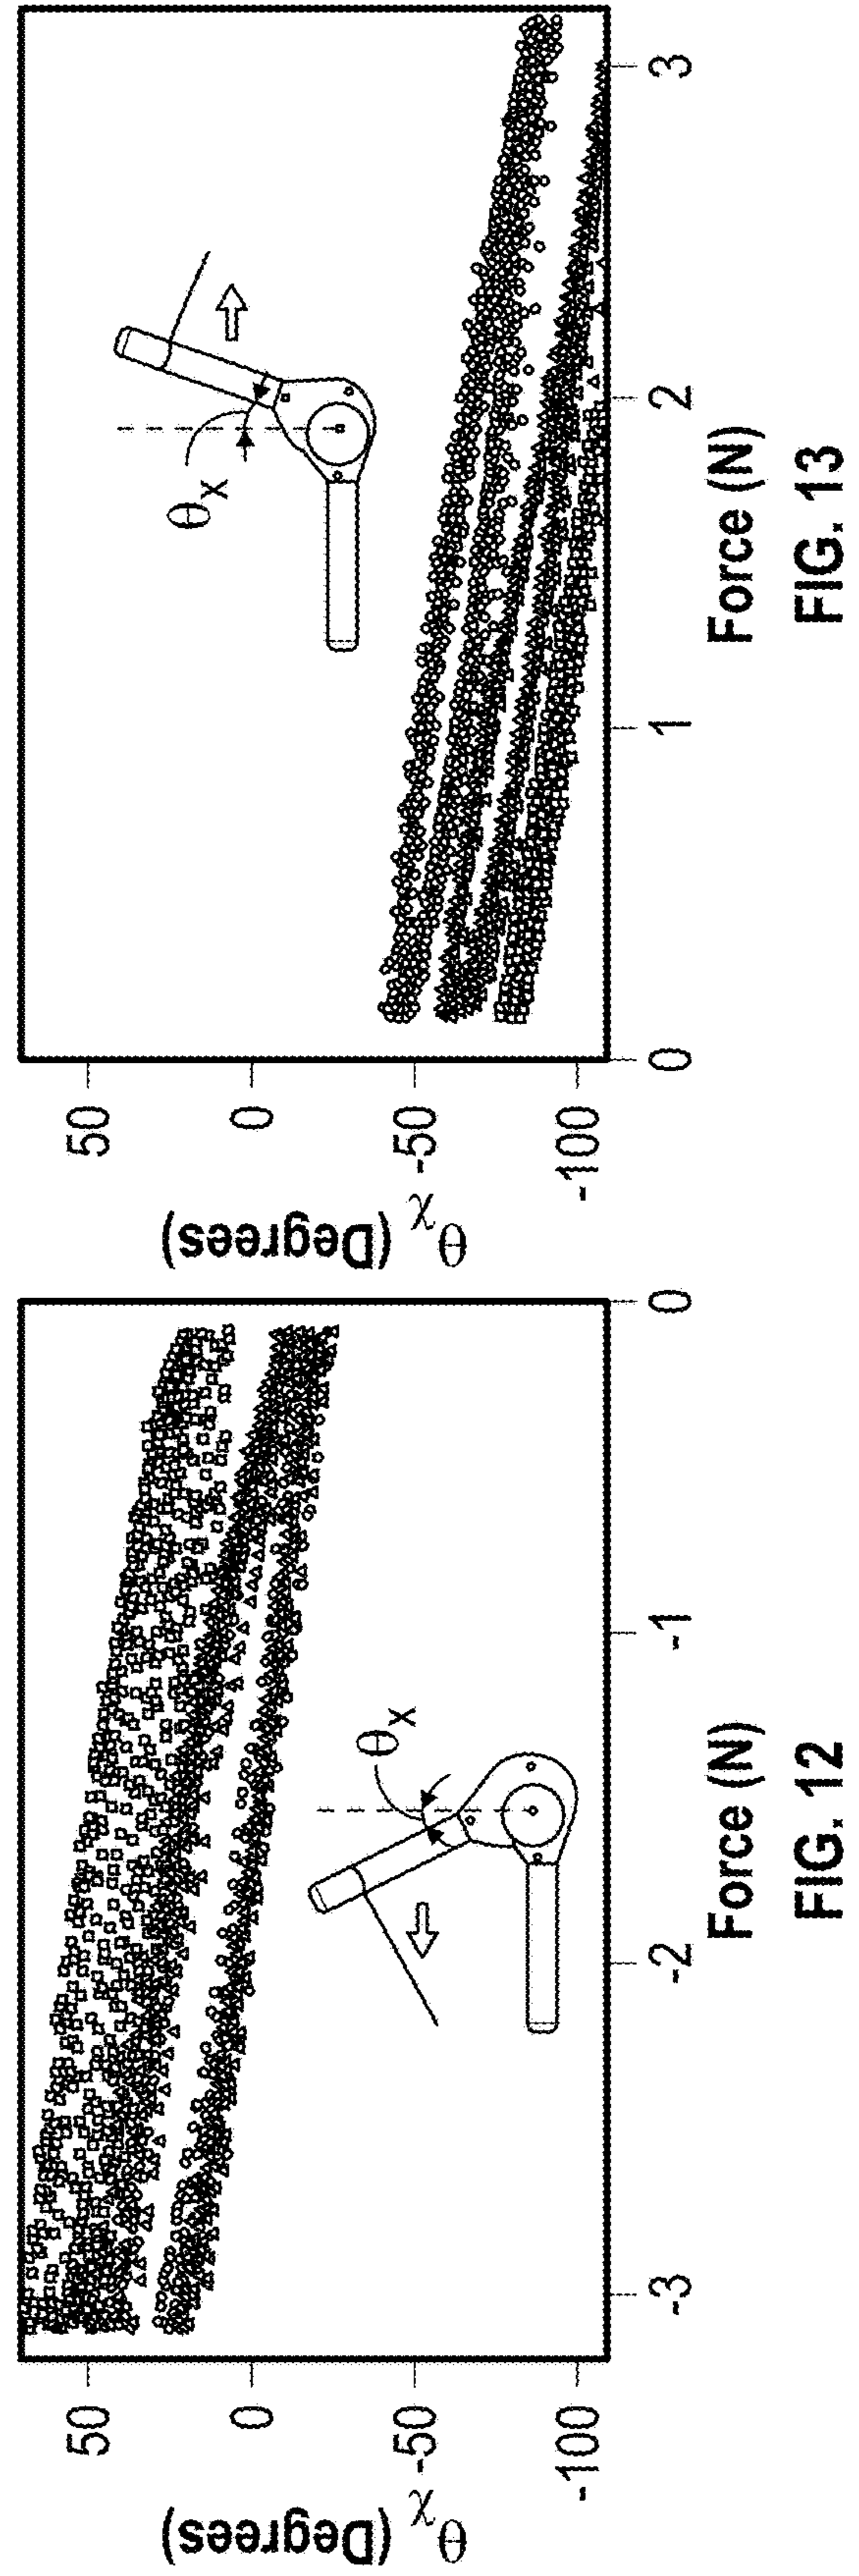 θχ (Degrees)
50
0
-50
-100
θX
-3
-2
-1
0
Force (N)
FIG. 12
θχ (Degrees)
50
0
-50
-100
θX
0
1
2
3
Force (N)
FIG. 13